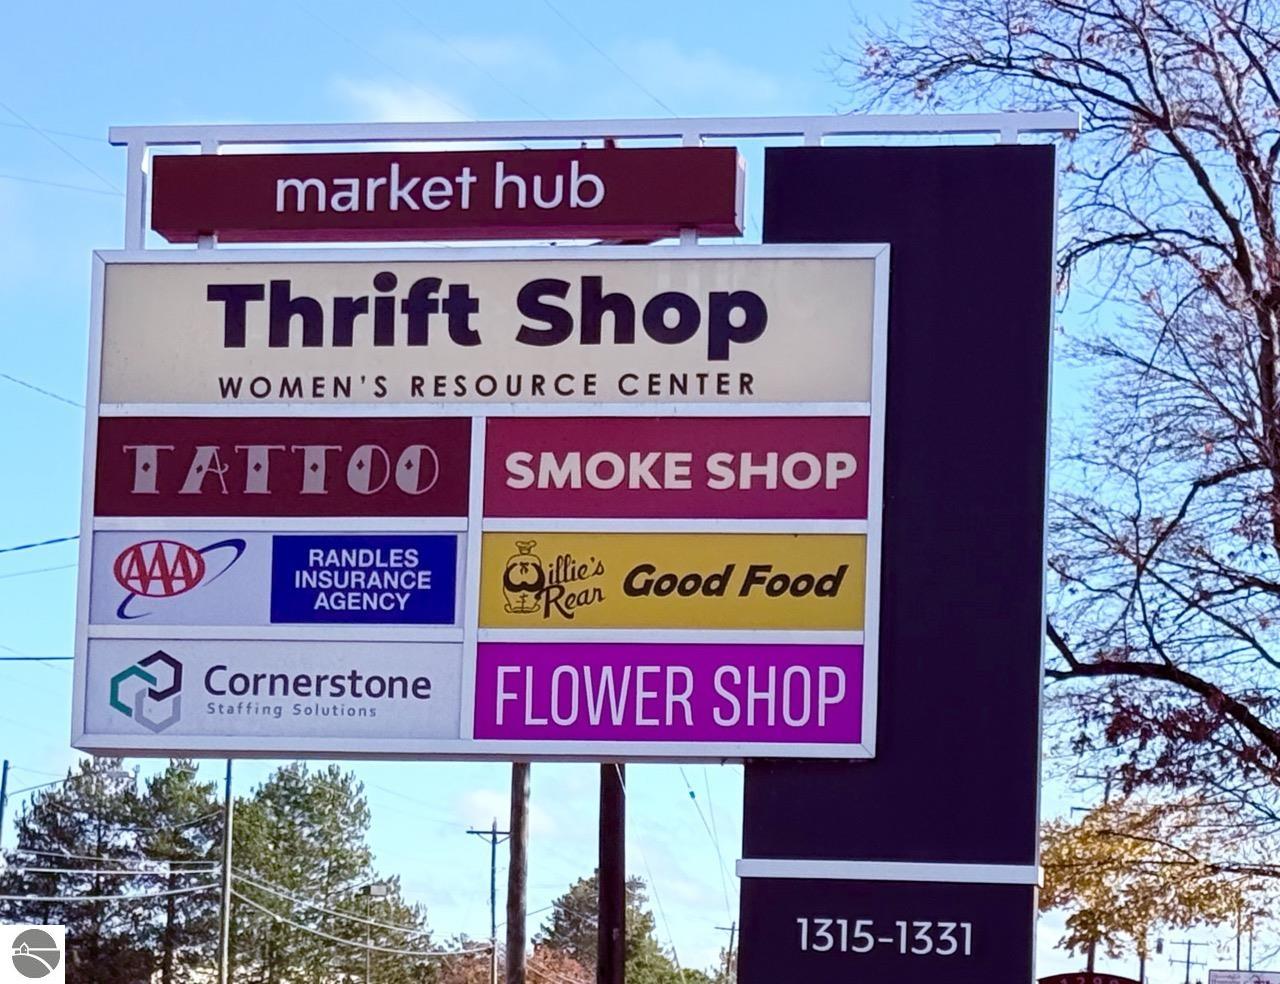 market hub
Thrift Shop
WOMEN'S RESOURCE CENTER
TATTOO
SMOKE SHOP
AAA
RANDLES
INSURANCE
AGENCY
Willie's
Rear
Good Food
Cornerstone
Staffing Solutions
FLOWER SHOP
1315-1331